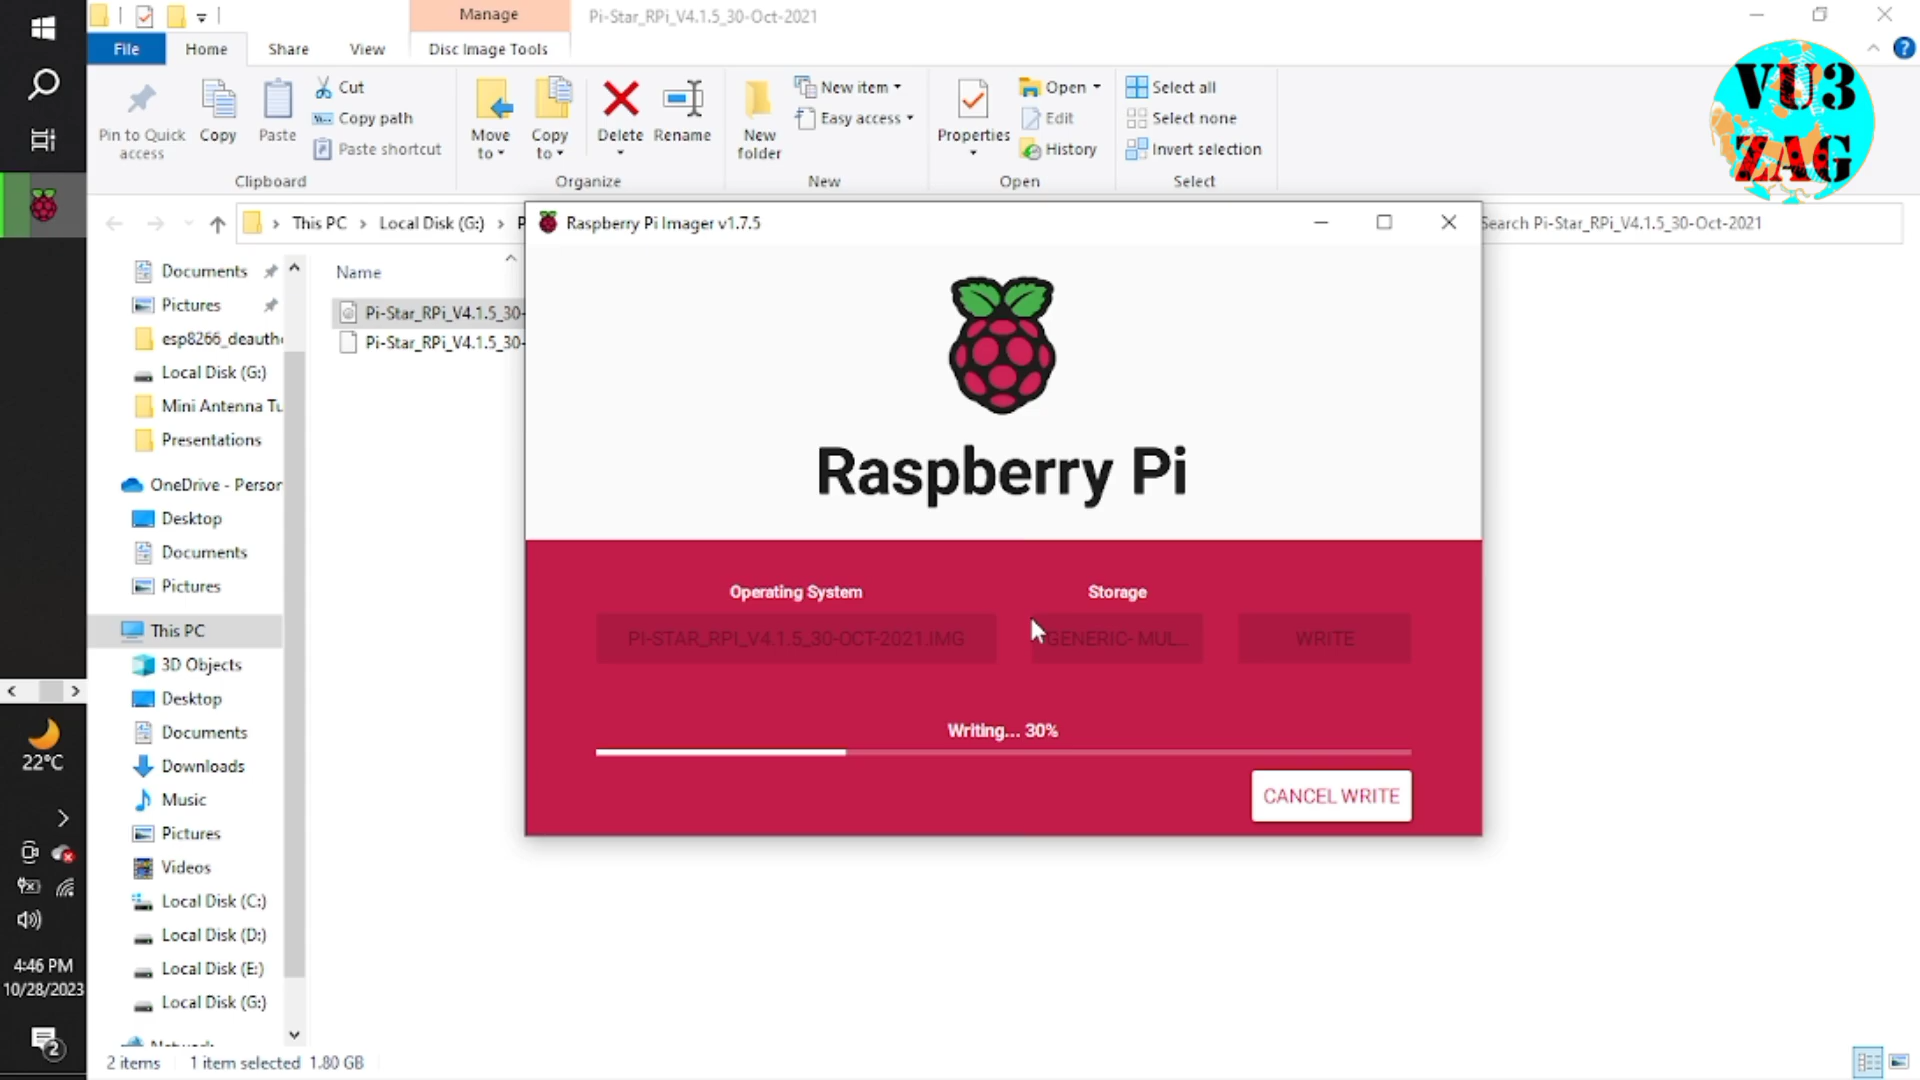 Manage
Pi-Star_RPi_V4.1.5_30-Oct-2021
File
Home
Share
View
Disc Image Tools
VU3
ZAG
Pin to Quick
access
Copy
Paste
Cut
Copy path
Paste shortcut
Clipboard
Move
to
Copy
to
Delete
Rename
Organize
New
folder
New item
Easy access
New
Properties
Open
Edit
History
Open
Select all
Select none
Invert selection
Select
This PC
Local Disk (G:)
P
Search Pi-Star_RPi_V4.1.5_30-Oct-2021
Raspberry Pi Imager v1.7.5
Documents
Pictures
esp8266_deauthe
Local Disk (G:)
Mini Antenna Tu
Presentations
OneDrive - Person
Desktop
Documents
Pictures
This PC
3D Objects
Desktop
Documents
Downloads
Music
Pictures
Videos
Local Disk (C:)
Local Disk (D:)
Local Disk (E:)
Local Disk (G:)
Network
Name
Pi-Star_RPi_V4.1.5_30-
Pi-Star_RPi_V4.1.5_30-
Raspberry Pi
Operating System
Storage
PI-STAR_RPI_V4.1.5_30-OCT-2021.IMG
GENERIC- MUL...
WRITE
Writing... 30%
CANCEL WRITE
22°C
4:46 PM
10/28/2023
2
2 items
1 item selected 1.80 GB